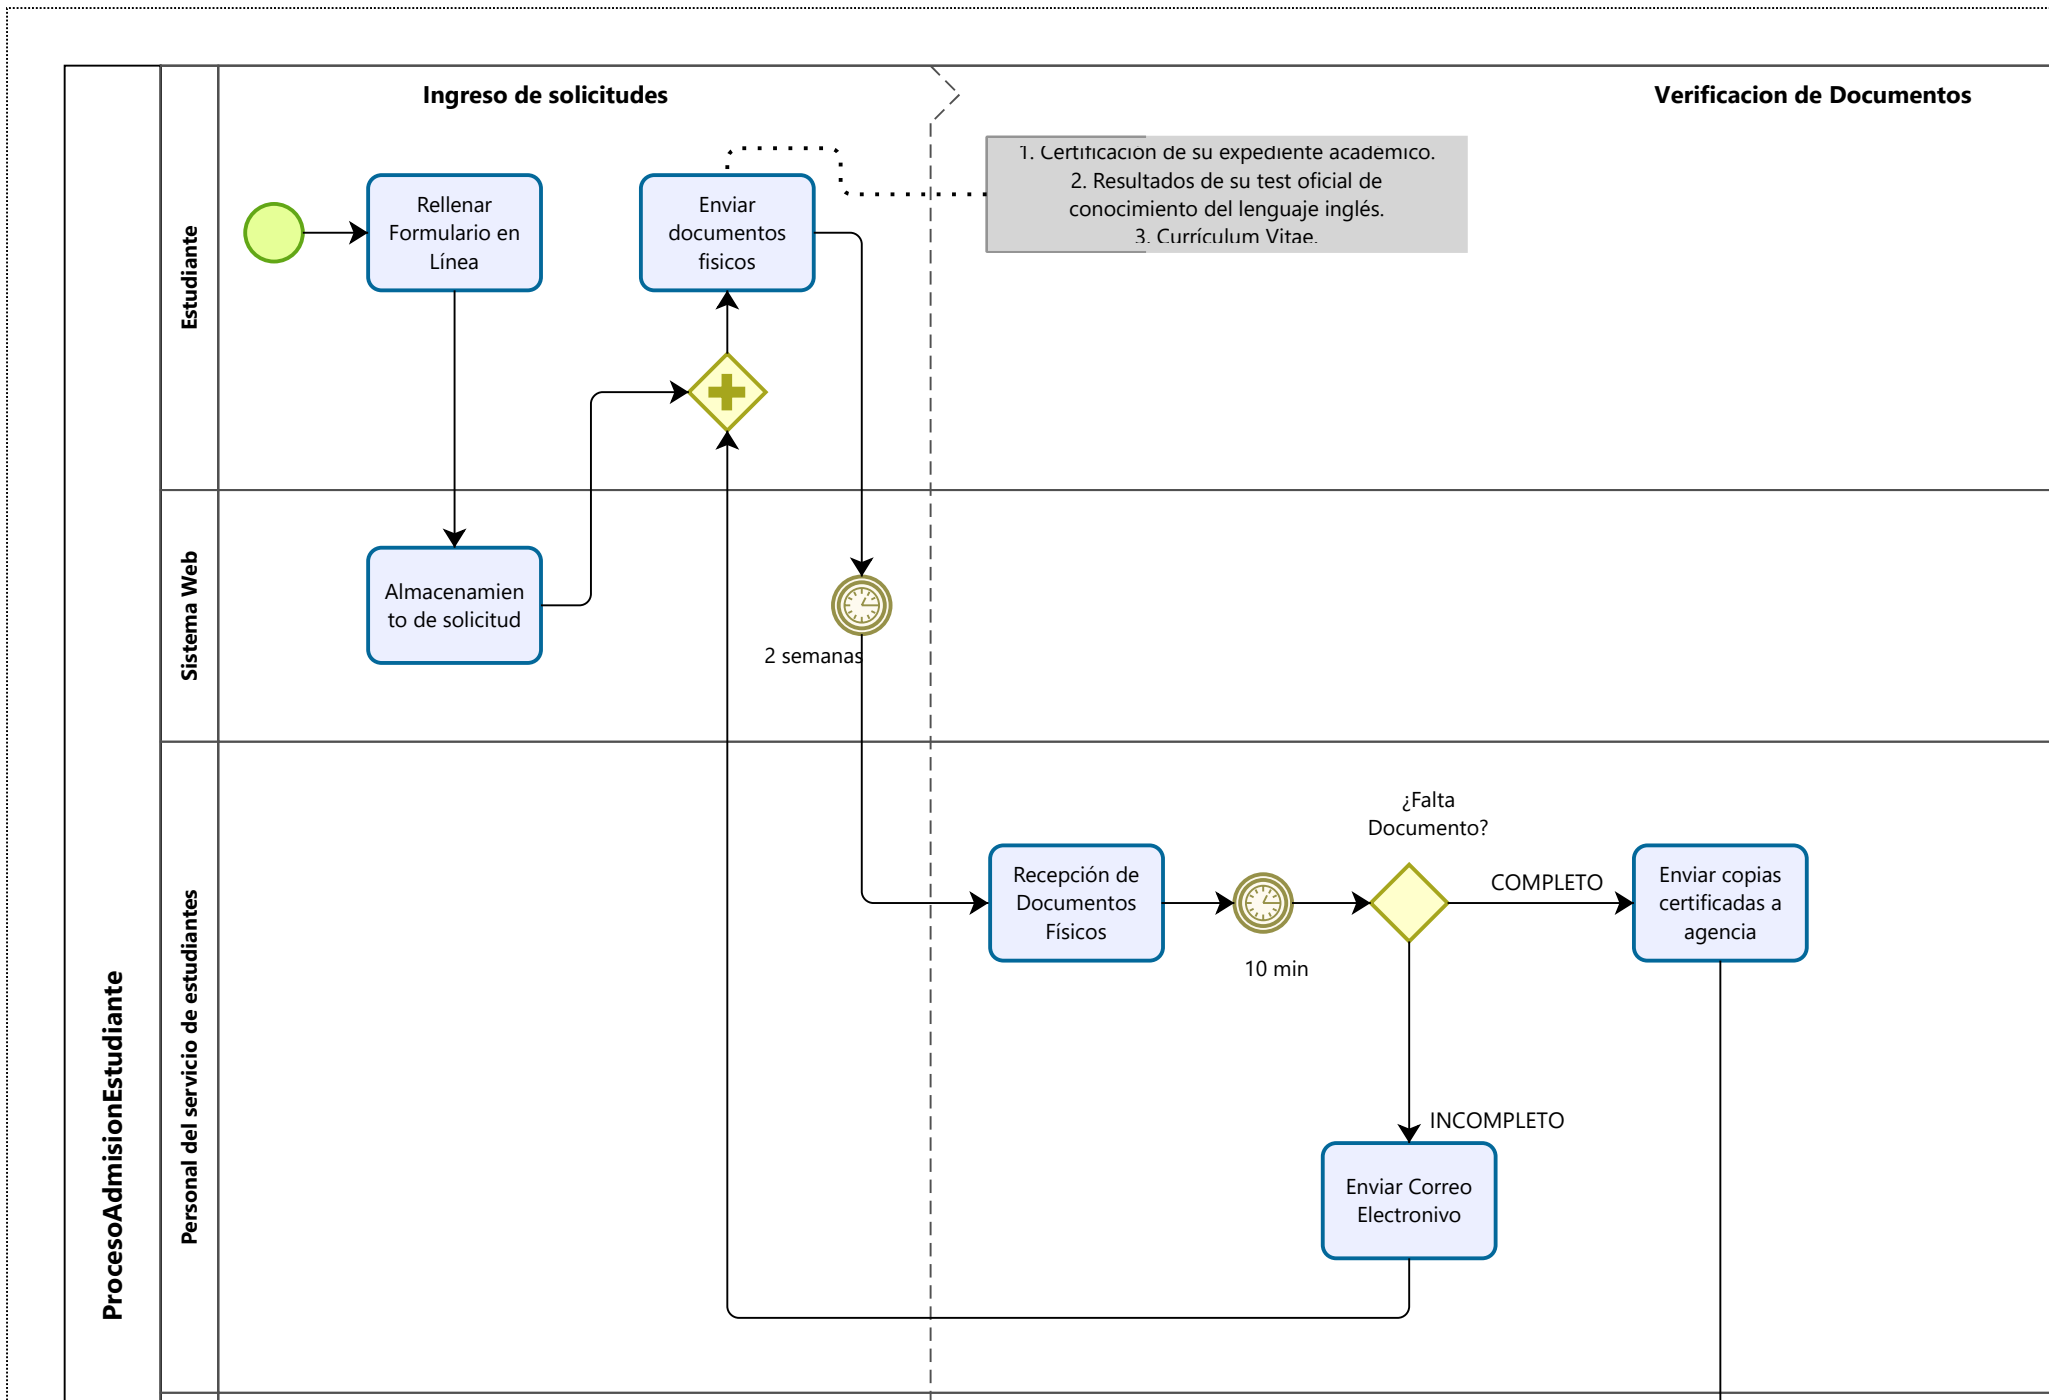 Ingreso de solicitudes
Verificacion de Documentos
1. Certificación de su expediente académico.
2. Resultados de su test oficial de
conocimiento del lenguaje inglés.
3. Currículum Vitae.
Rellenar
Formulario en
Línea
Enviar
documentos
fisicos
Estudiante
Almacenamien
to de solicitud
2 semanas
Sistema Web
¿Falta
Documento?
Recepción de
Documentos
Físicos
10 min
COMPLETO
Enviar copias
certificadas a
agencia
INCOMPLETO
Enviar Correo
Electronivo
Personal del servicio de estudiantes
ProcesoAdmisionEstudiante